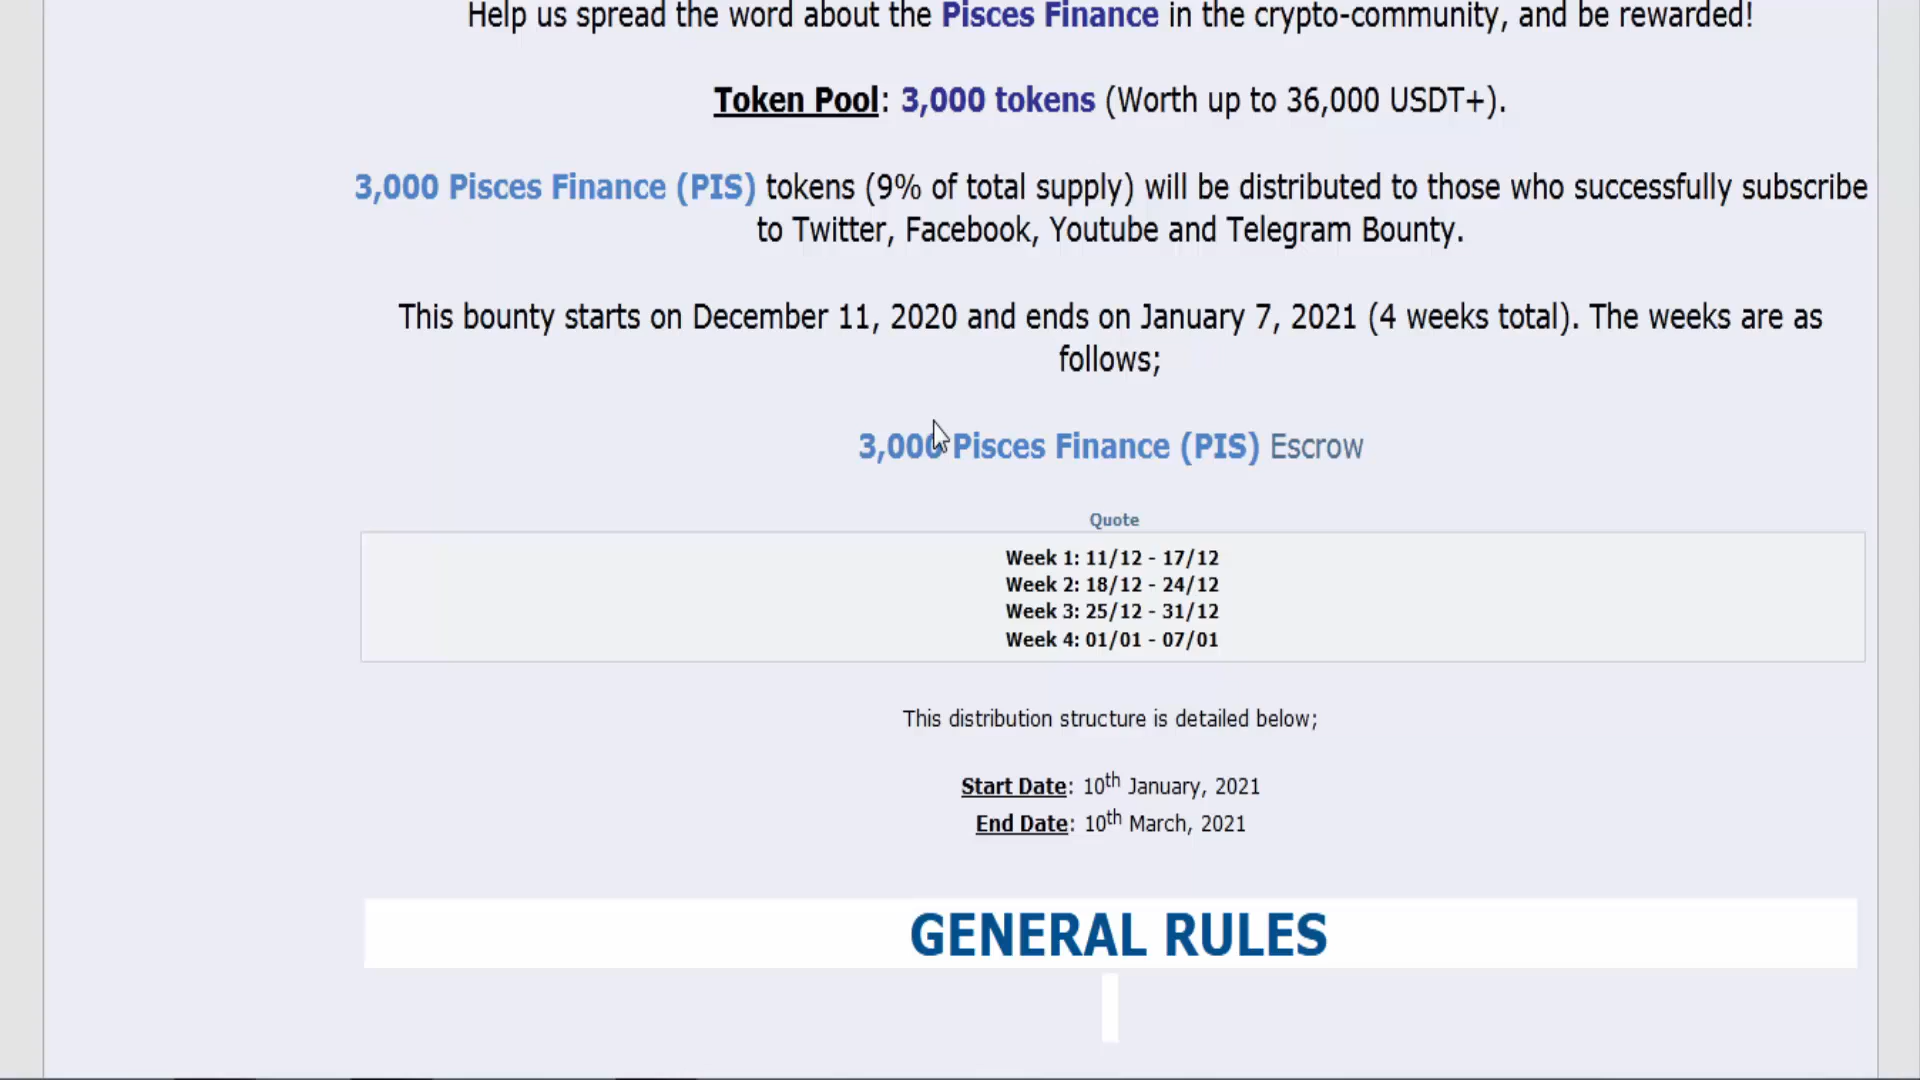 Help us spread the word about the Pisces Finance in the crypto-community, and be rewarded!
Token Pool: 3,000 tokens (Worth up to 36,000 USDT+).
3,000 Pisces Finance (PIS) tokens (9% of total supply) will be distributed to those who successfully subscribe
to Twitter, Facebook, Youtube and Telegram Bounty.
This bounty starts on December 11, 2020 and ends on January 7, 2021 (4 weeks total). The weeks are as
follows;
3,000 Pisces Finance (PIS) Escrow
Quote
Week 1: 11/12 - 17/12
Week 2: 18/12 - 24/12
Week 3: 25/12 - 31/12
Week 4: 01/01 - 07/01
This distribution structure is detailed below;
Start Date: 10th January, 2021
End Date: 10th March, 2021
GENERAL RULES